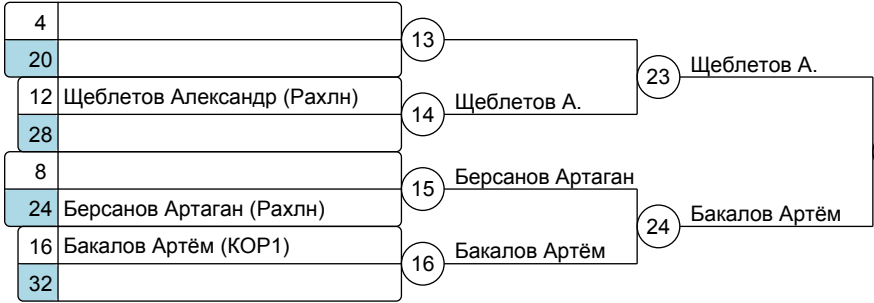 4
13
20
Щеблетов А.
23
12 Щеблетов Александр (Рахлн)
Щеблетов А.
14
28
8
Берсанов Артаган
15
24 Берсанов Артаган (Рахлн)
Бакалов Артём
24
16 Бакалов Артём (КОР1)
Бакалов Артём
16
32